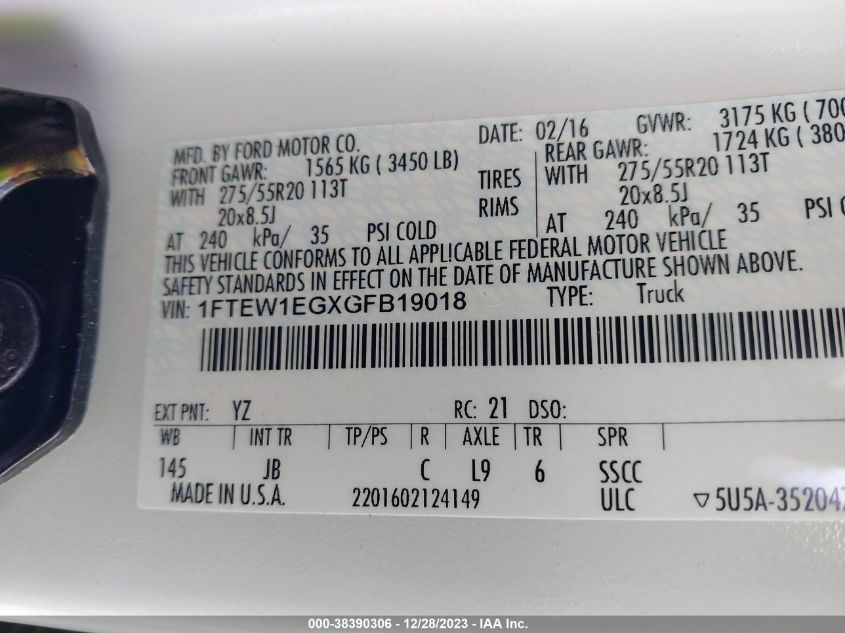 MFD. BY FORD MOTOR CO. DATE: 02/16 GVWR: 3175 KG ( 700
FRONT GAWR: 1565 KG ( 3450 LB) REAR GAWR: 1724 KG ( 380
WITH 275/55R20 113T TIRES WITH 275/55R20 113T
20x8.5J RIMS 20x8.5J
AT 240 kPa/ 35 PSI COLD AT 240 kPa/ 35 PSI C
THIS VEHICLE CONFORMS TO ALL APPLICABLE FEDERAL MOTOR VEHICLE
SAFETY STANDARDS IN EFFECT ON THE DATE OF MANUFACTURE SHOWN ABOVE.
VIN: 1FTEW1EGXGFB19018 TYPE: Truck
EXT PNT: YZ RC: 21 DSO:
WB INT TR TP/PS R AXLE TR SPR
145 JB C L9 6 SSCC
MADE IN U.S.A. 2201602124149 ULC ▽5U5A-35204
000-38390306 - 12/28/2023 - IAA Inc.